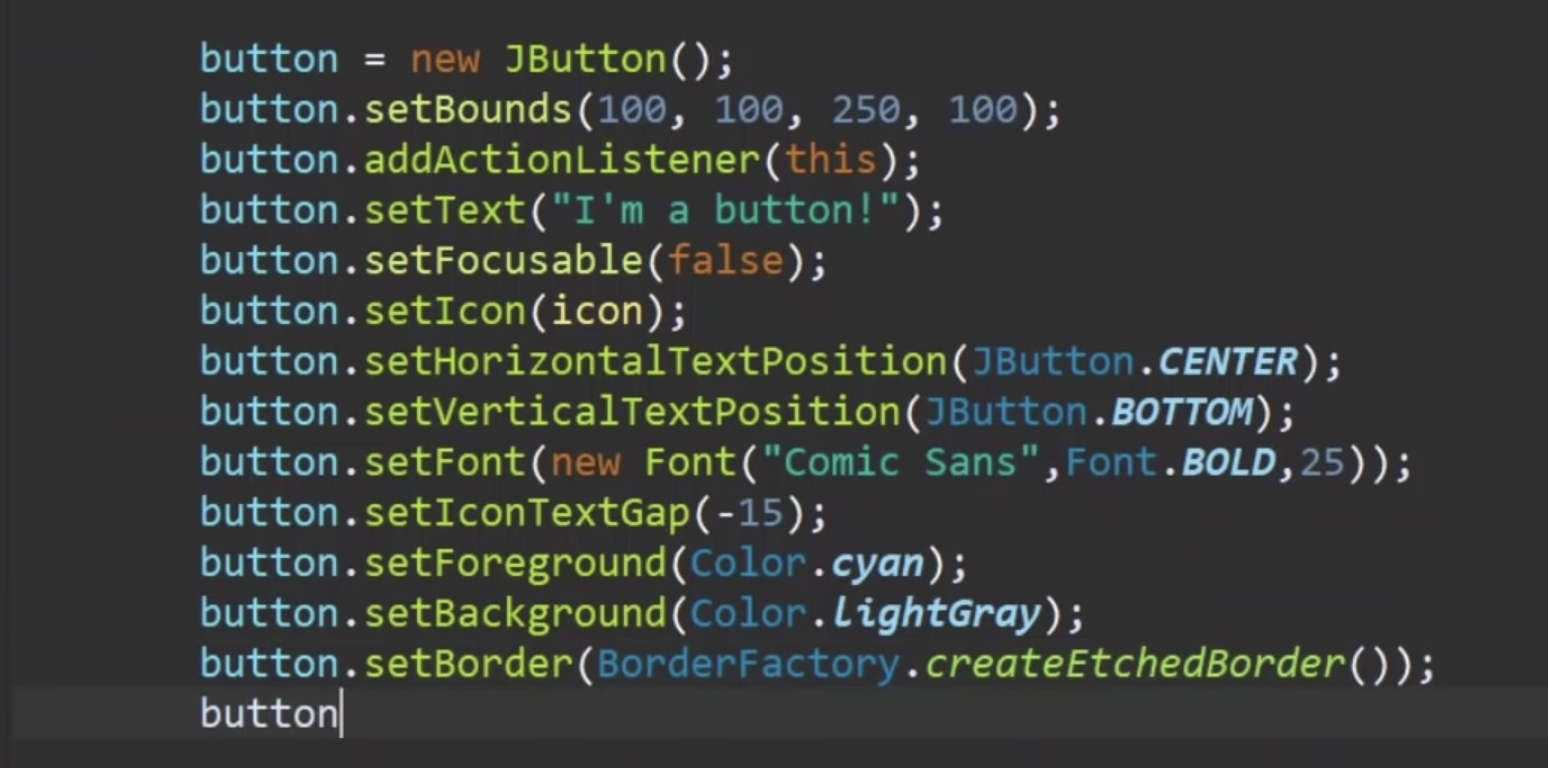 button = new JButton();
button.setBounds(100, 100, 250, 100);
button.addActionListener(this);
button.setText("I'm a button!");
button.setFocusable(false);
button.setIcon(icon);
button.setHorizontalTextPosition(JButton.CENTER);
button.setVerticalTextPosition(JButton.BOTTOM);
button.setFont(new Font("Comic Sans",Font.BOLD,25));
button.setIconTextGap(-15);
button.setForeground(Color.cyan);
button.setBackground(Color.lightGray);
button.setBorder(BorderFactory.createEtchedBorder());
button